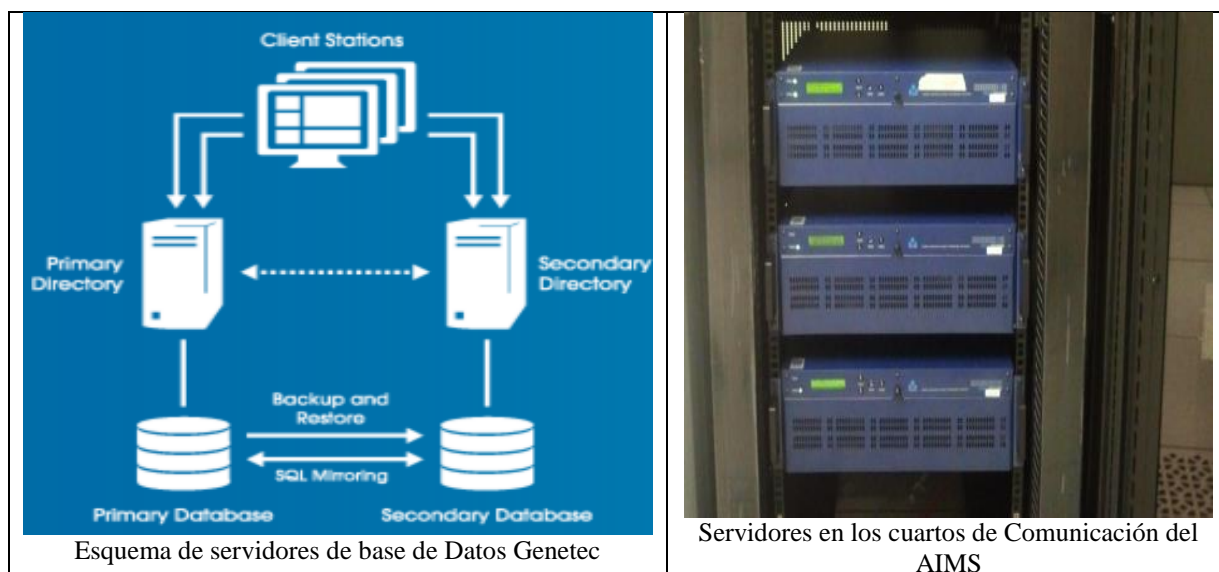 Client Stations
Primary
Directory
Secondary
Directory
Backup and
Restore
SQL Mirroring
Primary Database
Secondary Database
Esquema de servidores de base de Datos Genetec
Servidores en los cuartos de Comunicación del
AIMS